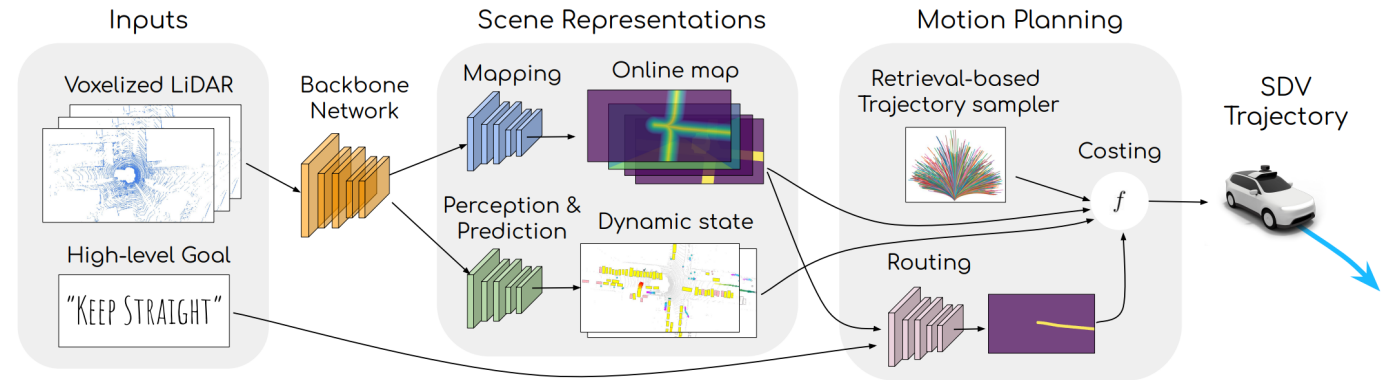 Inputs
Voxelized LiDAR
High-level Goal
“KEEP STRAIGHT”
Backbone
Network
Scene Representations
Mapping
Online map
Perception &
Prediction
Dynamic state
Motion Planning
Retrieval-based
Trajectory sampler
Costing
f
Routing
SDV
Trajectory